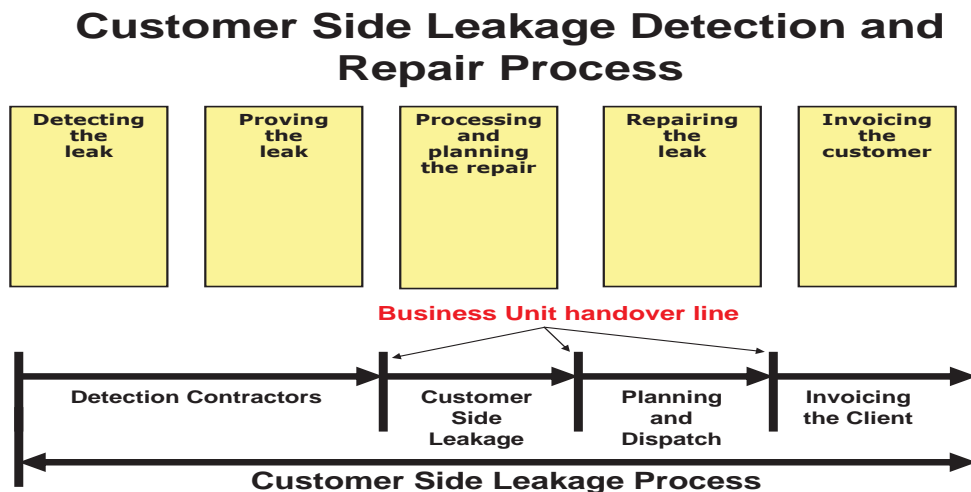 Customer Side Leakage Detection and
Repair Process
Detecting
the
leak
Proving
the
leak
Processing
and
planning
the repair
Repairing
the
leak
Invoicing
the
customer
Business Unit handover line
Detection Contractors
Customer
Side
Leakage
Planning
and
Dispatch
Invoicing
the Client
Customer Side Leakage Process